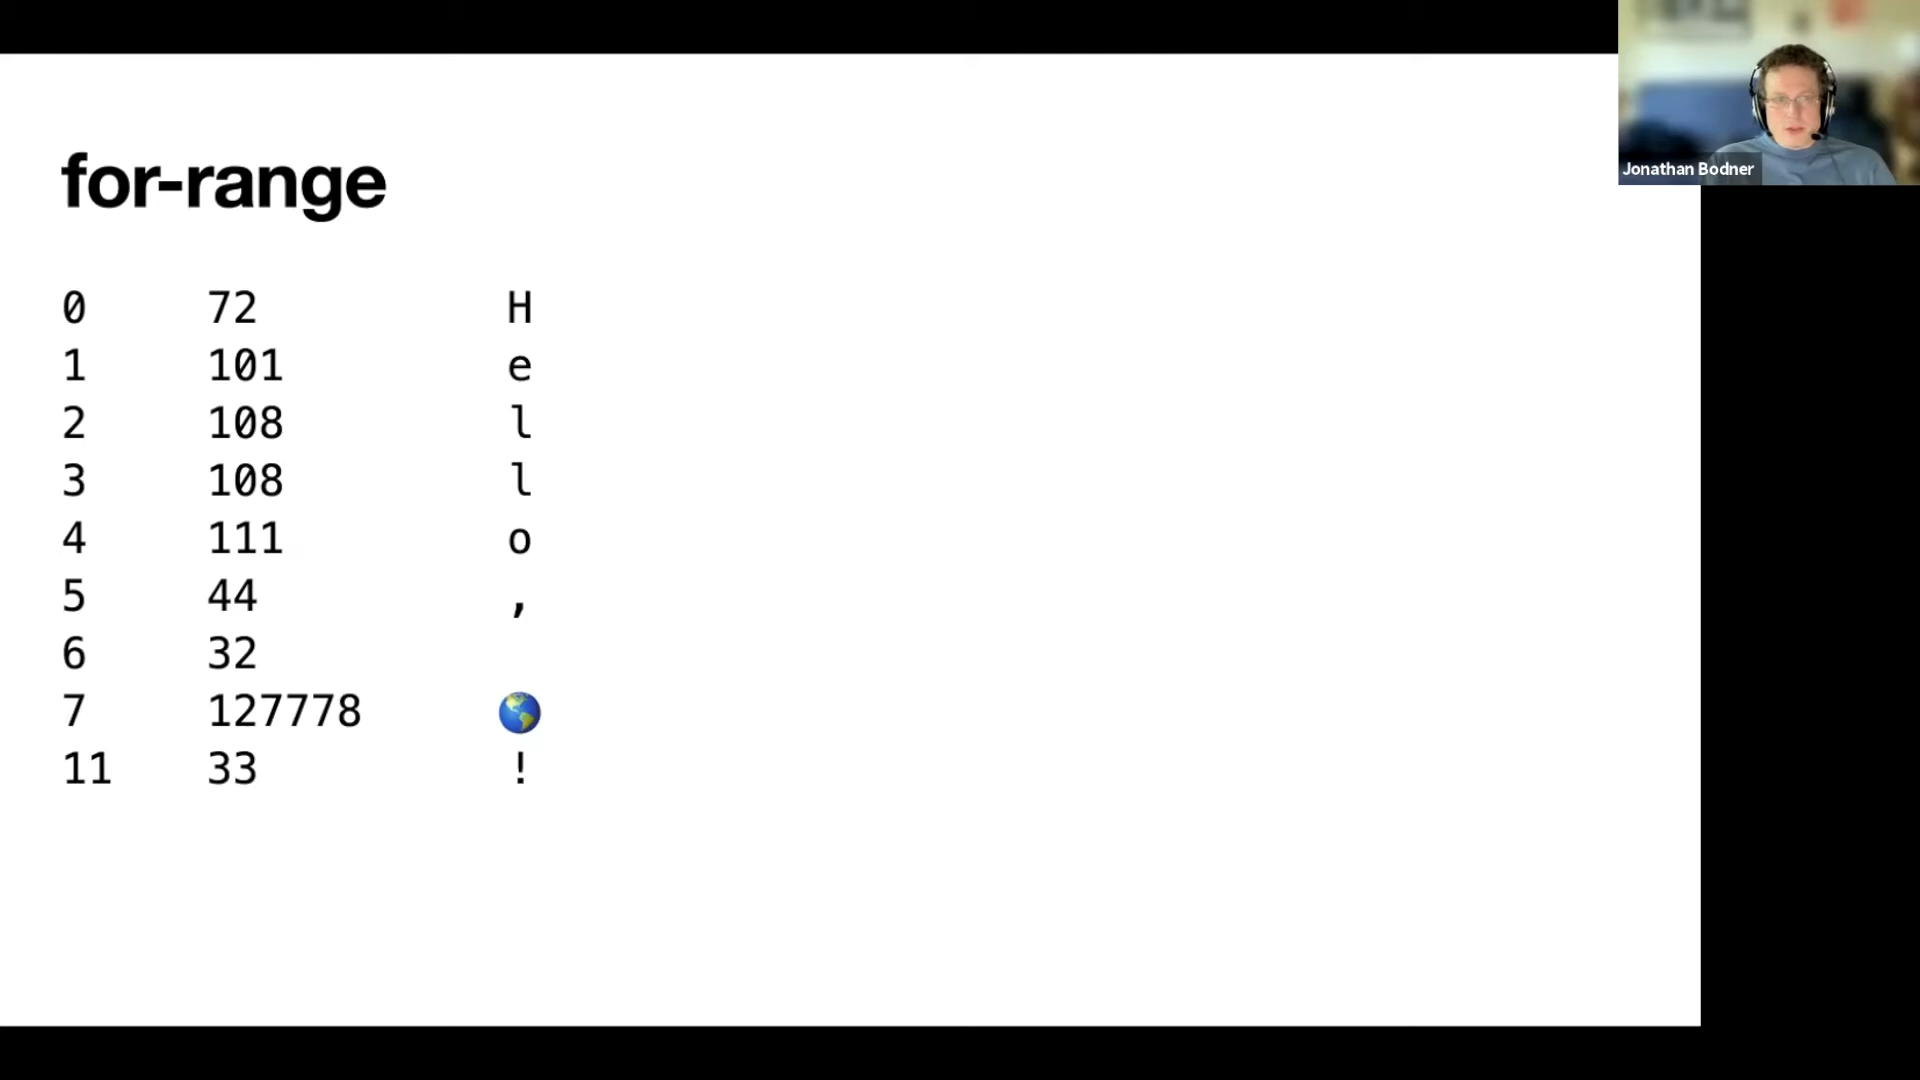 for-range
0 72 H
1 101 e
2 108 l
3 108 l
4 111 o
5 44 ,
6 32
7 127778 🌎
11 33 !
Jonathan Bodner